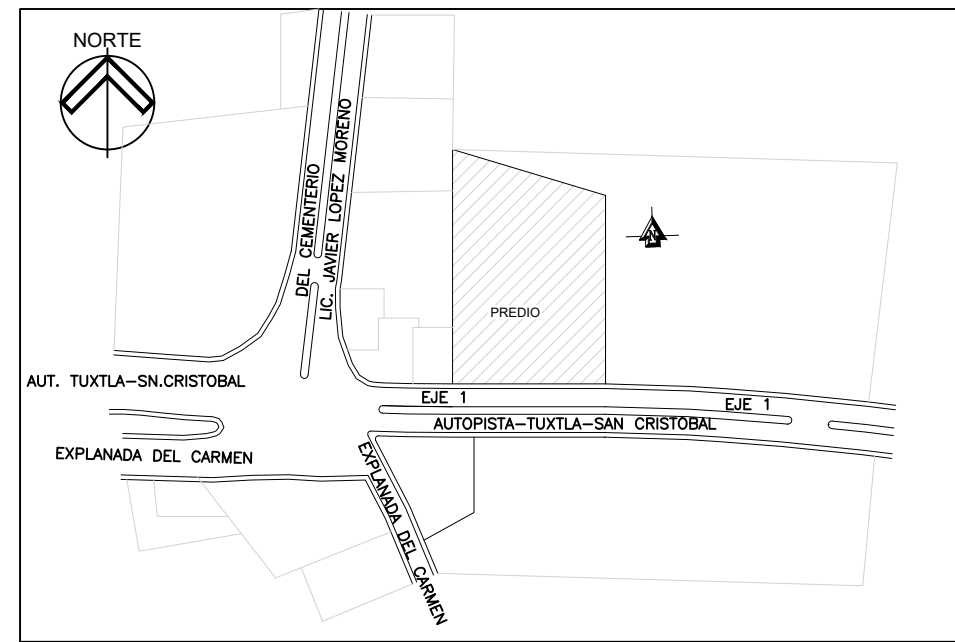 NORTE
DEL CEMENTERIO
LIC. JAVIER LOPEZ MORENO
N
PREDIO
AUT. TUXTLA-SN.CRISTOBAL
EJE 1
EJE 1
AUTOPISTA-TUXTLA-SAN CRISTOBAL
EXPLANADA DEL CARMEN
EXPLANADA DEL CARMEN